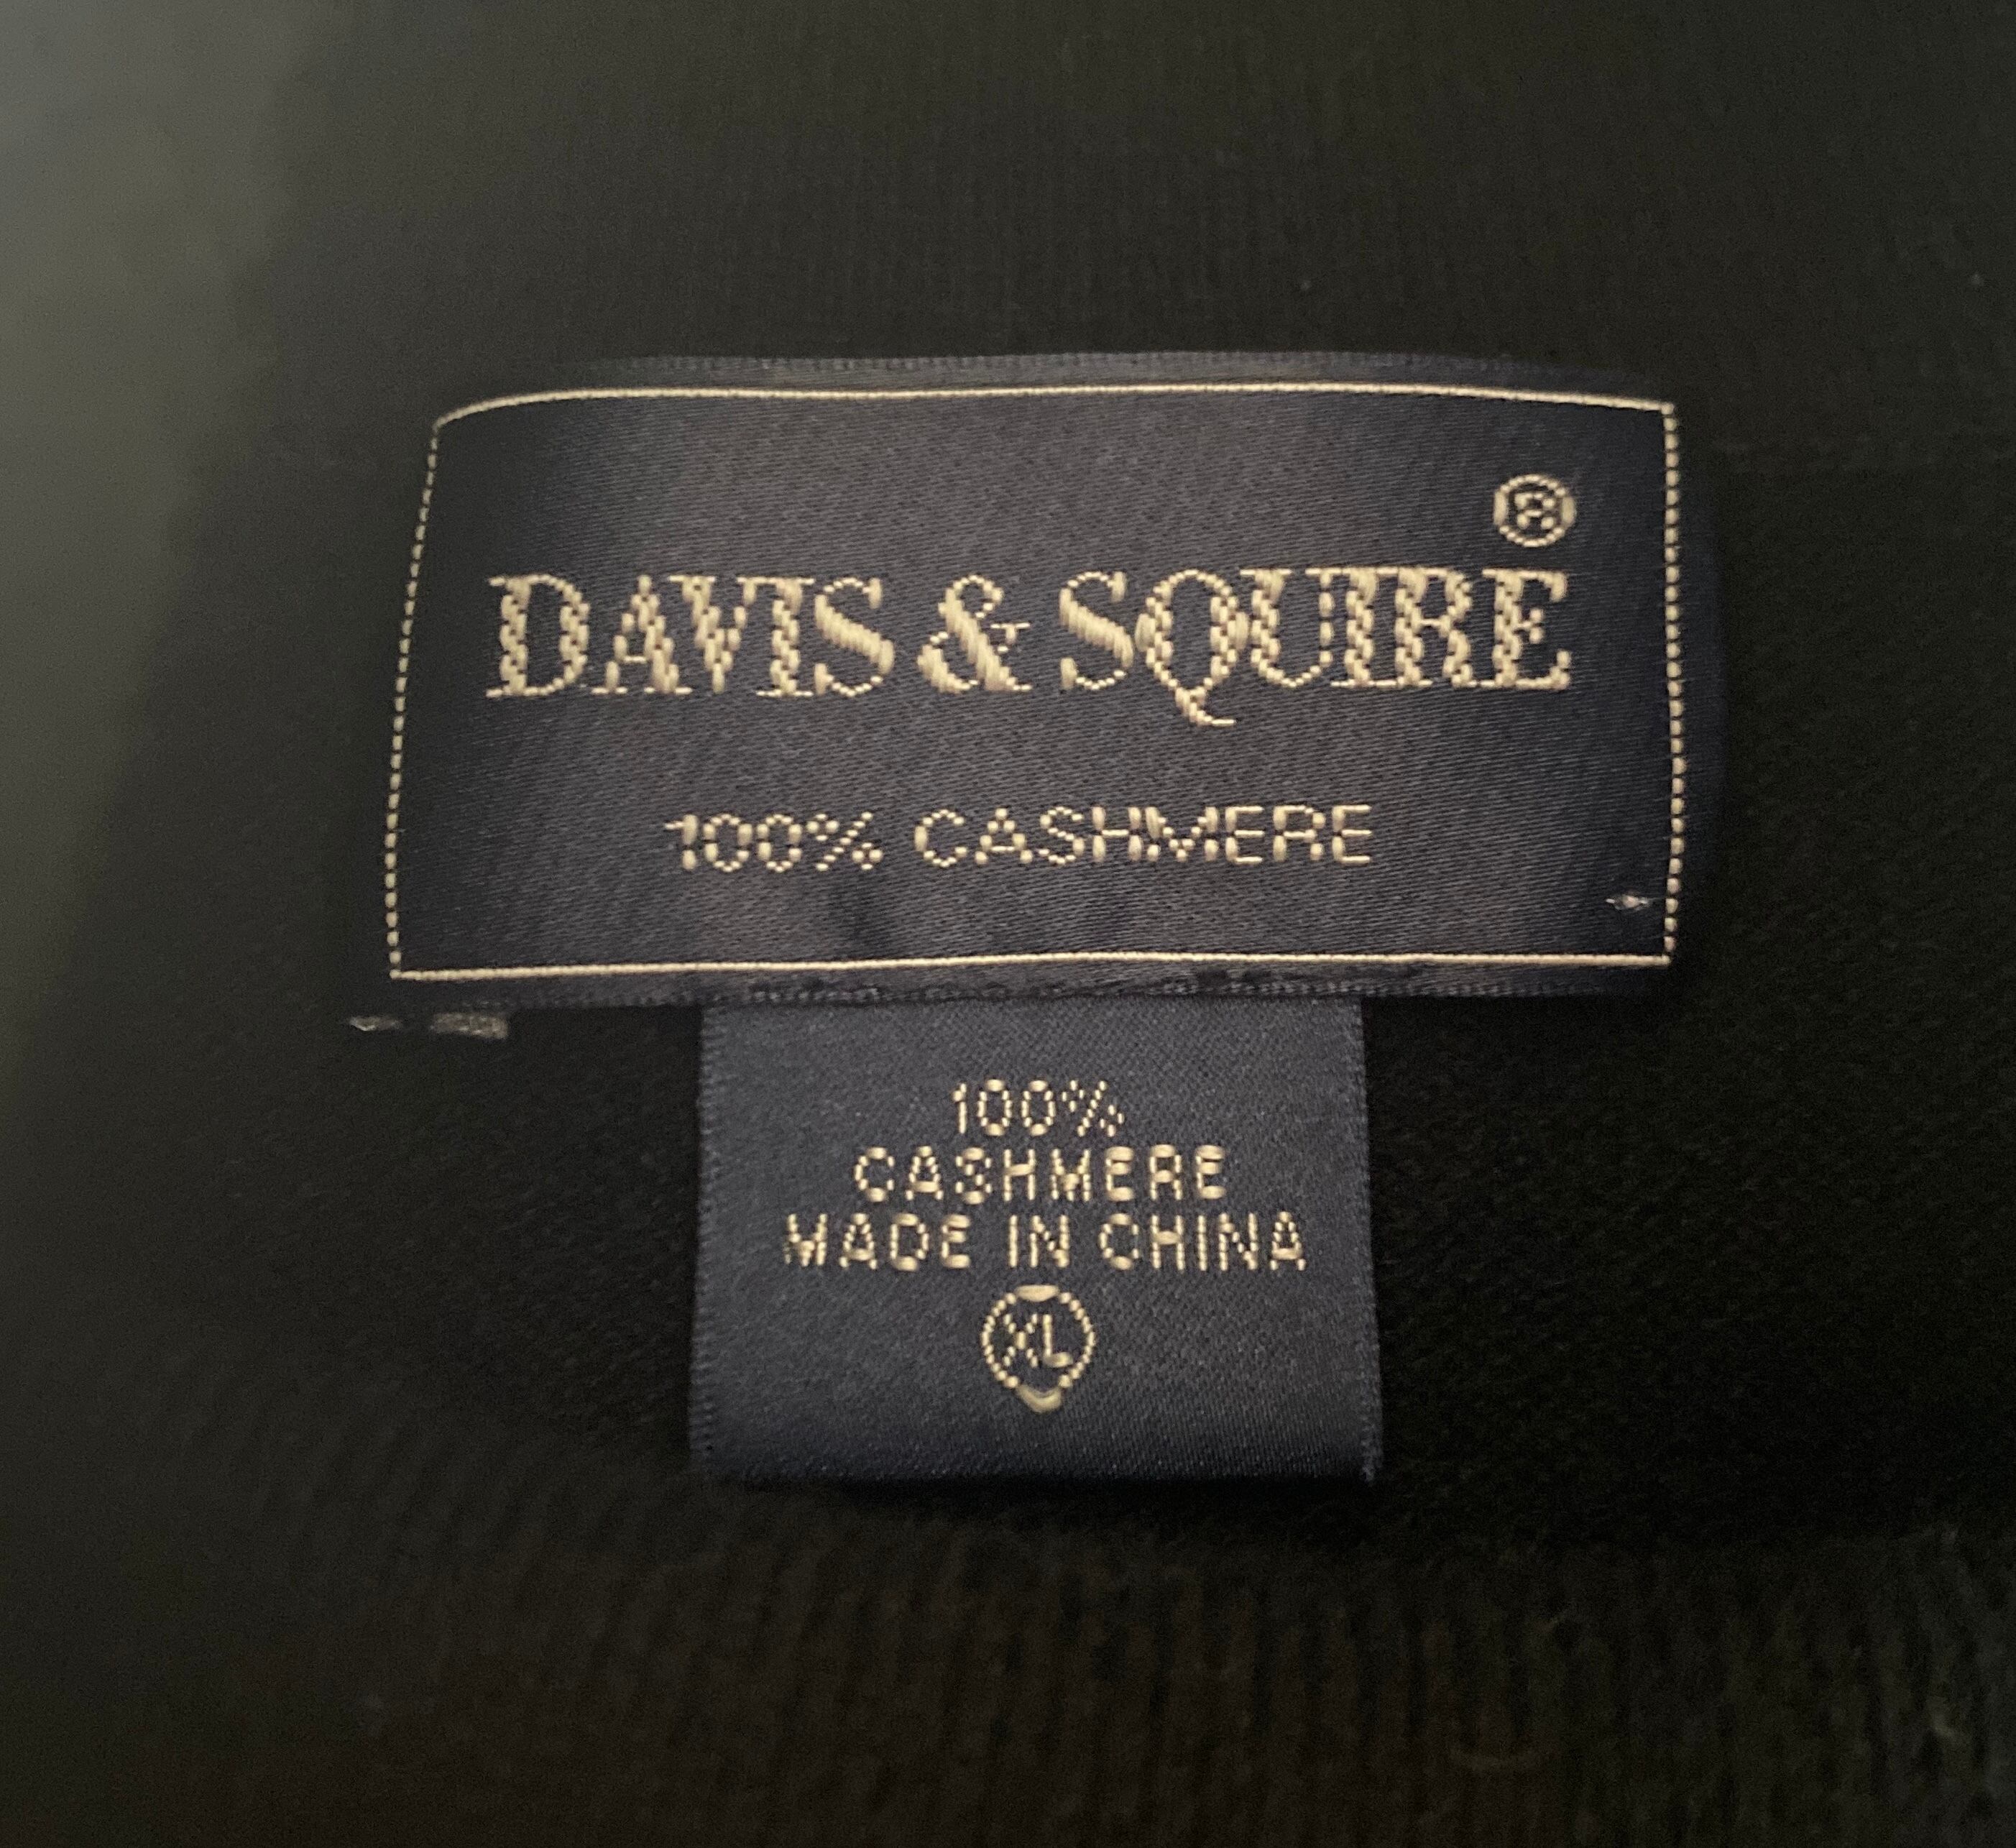 ®
DAVIS & SQUIRE
100% CASHMERE
100%
CASHMERE
MADE IN CHINA
XL